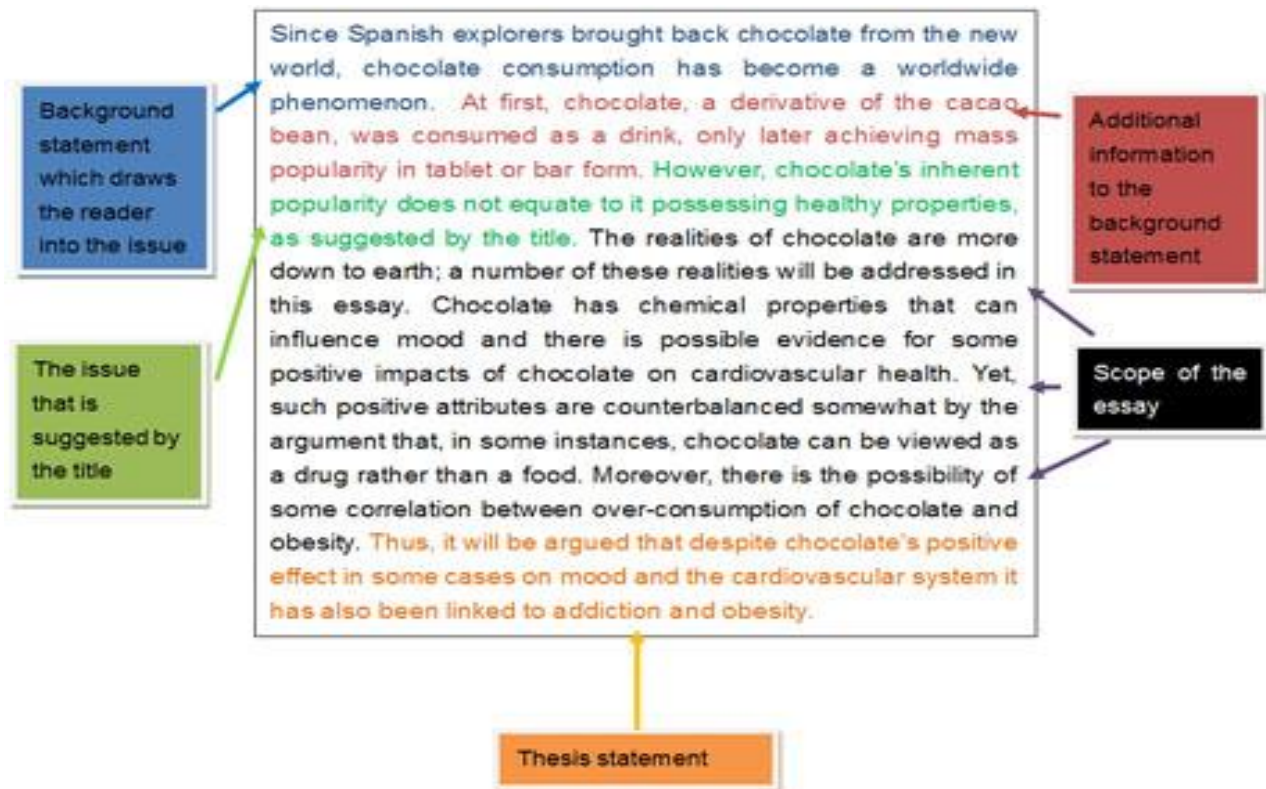 Since Spanish explorers brought back chocolate from the new
world, chocolate consumption has become a worldwide
phenomenon. At first, chocolate, a derivative of the cacao
bean, was consumed as a drink, only later achieving mass
popularity in tablet or bar form. However, chocolate's inherent
popularity does not equate to it possessing healthy properties,
as suggested by the title. The realities of chocolate are more
down to earth; a number of these realities will be addressed in
this essay. Chocolate has chemical properties that can
influence mood and there is possible evidence for some
positive impacts of chocolate on cardiovascular health. Yet,
such positive attributes are counterbalanced somewhat by the
argument that, in some instances, chocolate can be viewed as
a drug rather than a food. Moreover, there is the possibility of
some correlation between over-consumption of chocolate and
obesity. Thus, it will be argued that despite chocolate's positive
effect in some cases on mood and the cardiovascular system it
has also been linked to addiction and obesity.
Background
statement
which draws
the reader
into the issue
The issue
that is
suggested by
the title
Additional
information
to the
background
statement
Scope of the
essay
Thesis statement